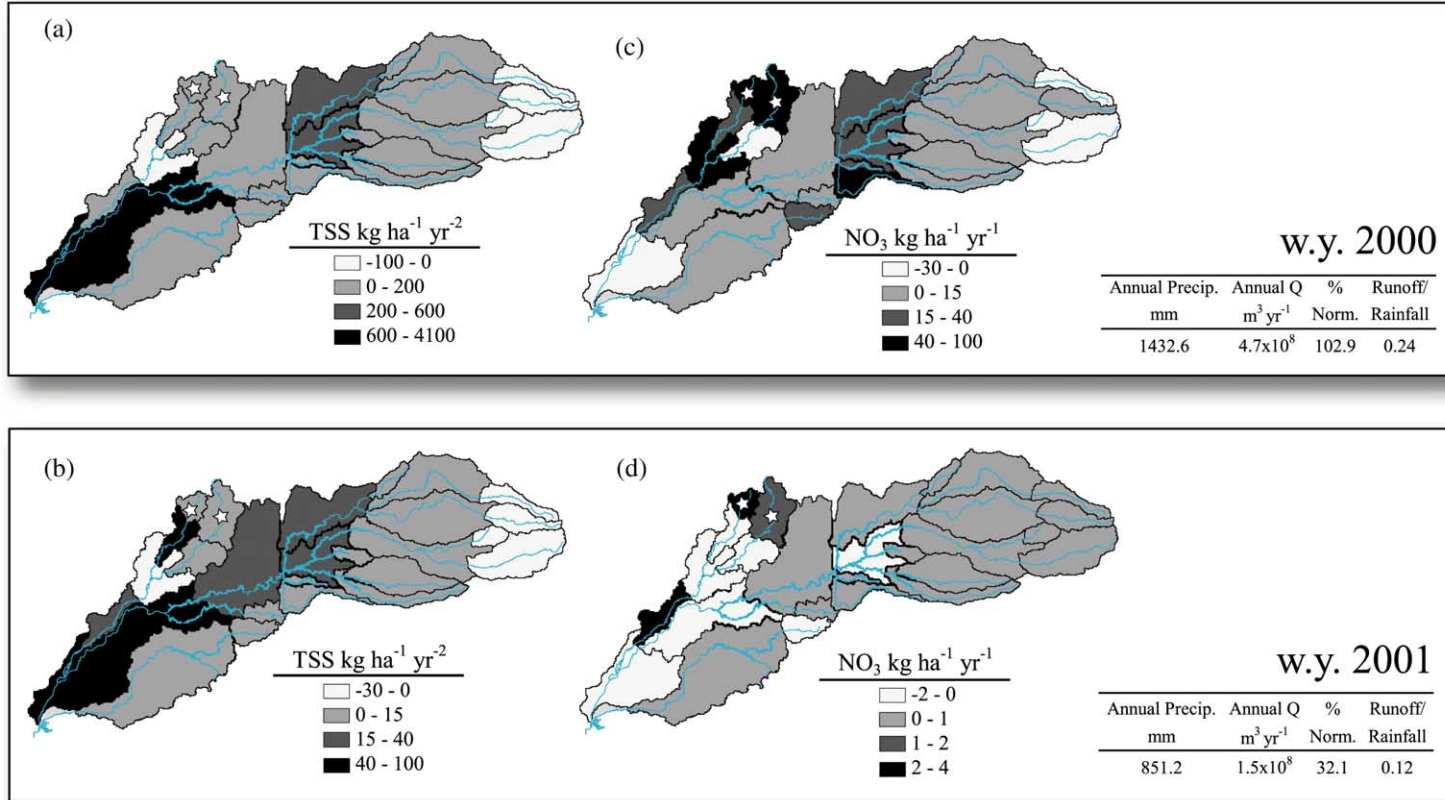 (a)
(c)
TSS kg ha⁻¹ yr⁻²
-100 - 0
0 - 200
200 - 600
600 - 4100
NO₃ kg ha⁻¹ yr⁻¹
-30 - 0
0 - 15
15 - 40
40 - 100
w.y. 2000
Annual Precip. Annual Q % Runoff/
mm m³ yr⁻¹ Norm. Rainfall
1432.6 4.7x10⁸ 102.9 0.24
(b)
(d)
TSS kg ha⁻¹ yr⁻²
-30 - 0
0 - 15
15 - 40
40 - 100
NO₃ kg ha⁻¹ yr⁻¹
-2 - 0
0 - 1
1 - 2
2 - 4
w.y. 2001
Annual Precip. Annual Q % Runoff/
mm m³ yr⁻¹ Norm. Rainfall
851.2 1.5x10⁸ 32.1 0.12